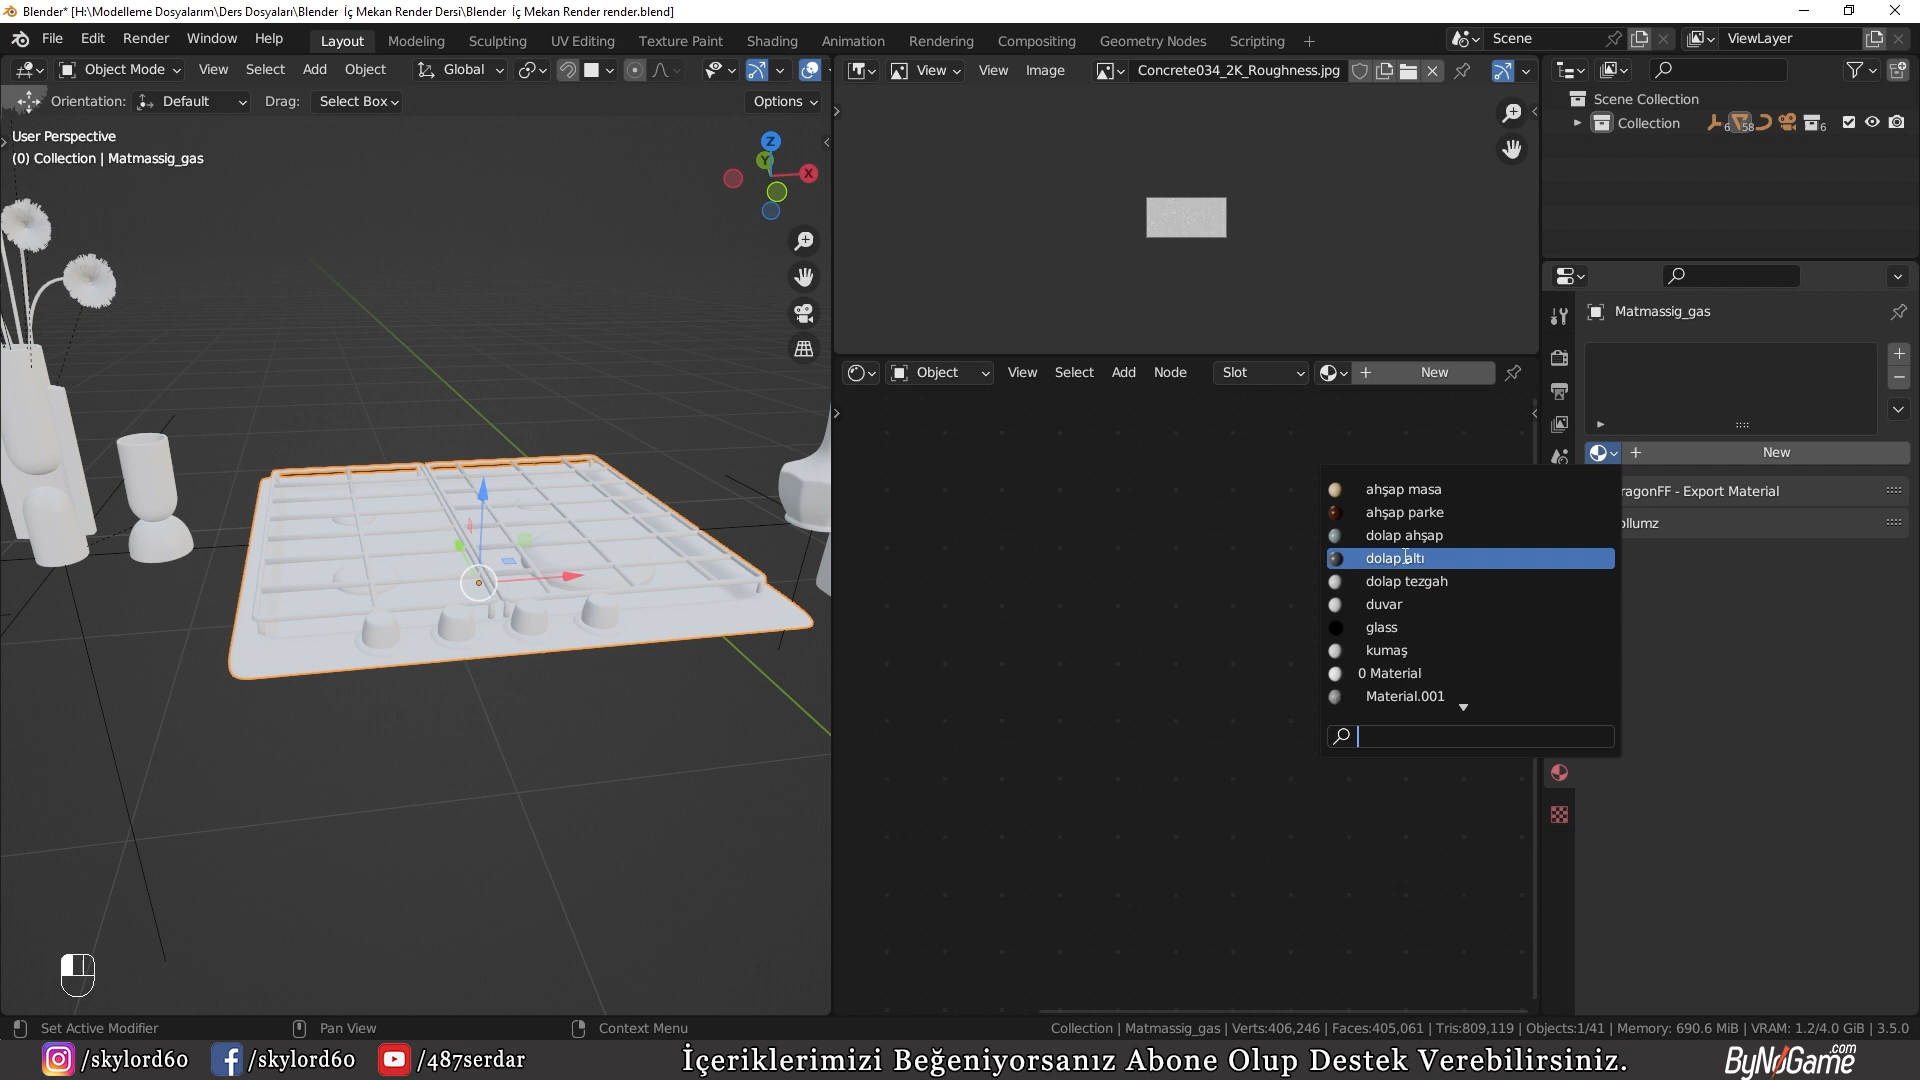 Blender* [H:\Modelleme Dosyalarım\Ders Dosyaları\Blender İç Mekan Render Dersi\Blender İç Mekan Render render.blend]
File Edit Render Window Help
Layout Modeling Sculpting UV Editing Texture Paint Shading Animation Rendering Compositing Geometry Nodes Scripting +
Scene
ViewLayer
Object Mode View Select Add Object Global
View View Image Concrete034_2K_Roughness.jpg
Orientation: Default Drag: Select Box Options
User Perspective
(0) Collection | Matmassig_gas
Z
Y
X
Scene Collection
Collection 6 58 6
Matmassig_gas
Object View Select Add Node Slot + New
+ New
ragonFF - Export Material
ollumz
ahşap masa
ahşap parke
dolap ahşap
dolap altı
dolap tezgah
duvar
glass
kumaş
0 Material
Material.001
Set Active Modifier Pan View Context Menu
Collection | Matmassig_gas | Verts:406,246 | Faces:405,061 | Tris:809,119 | Objects:1/41 | Memory: 690.6 MiB | VRAM: 1.2/4.0 GiB | 3.5.0
/skylord60 /skylord60 /487serdar
İçeriklerimizi Beğeniyorsanız Abone Olup Destek Verebilirsiniz.
ByNoGame.com